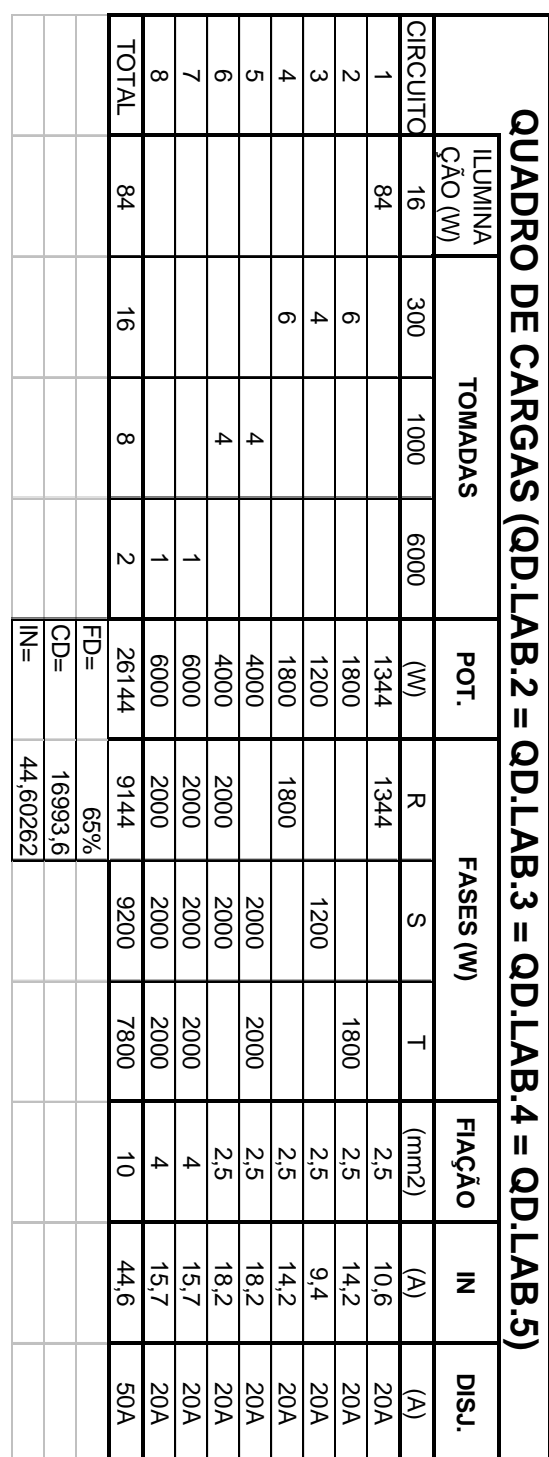 QUADRO DE CARGAS (QD.LAB.2 = QD.LAB.3 = QD.LAB.4 = QD.LAB.5)
ILUMINA
ÇÃO (W) TOMADAS POT. FASES (W) FIAÇÃO IN DISJ.
CIRCUITO 16 300 1000 6000 (W) R S T (mm2) (A) (A)
1 84 1344 1344 2,5 10,6 20A
2 6 1800 1800 2,5 14,2 20A
3 4 1200 1200 2,5 9,4 20A
4 6 1800 1800 2,5 14,2 20A
5 4 4000 2000 2000 2,5 18,2 20A
6 4 4000 2000 2000 2,5 18,2 20A
7 1 6000 2000 2000 2000 4 15,7 20A
8 1 6000 2000 2000 2000 4 15,7 20A
TOTAL 84 16 8 2 26144 9144 9200 7800 10 44,6 50A
FD= 65%
CD= 16993,6
IN= 44,60262